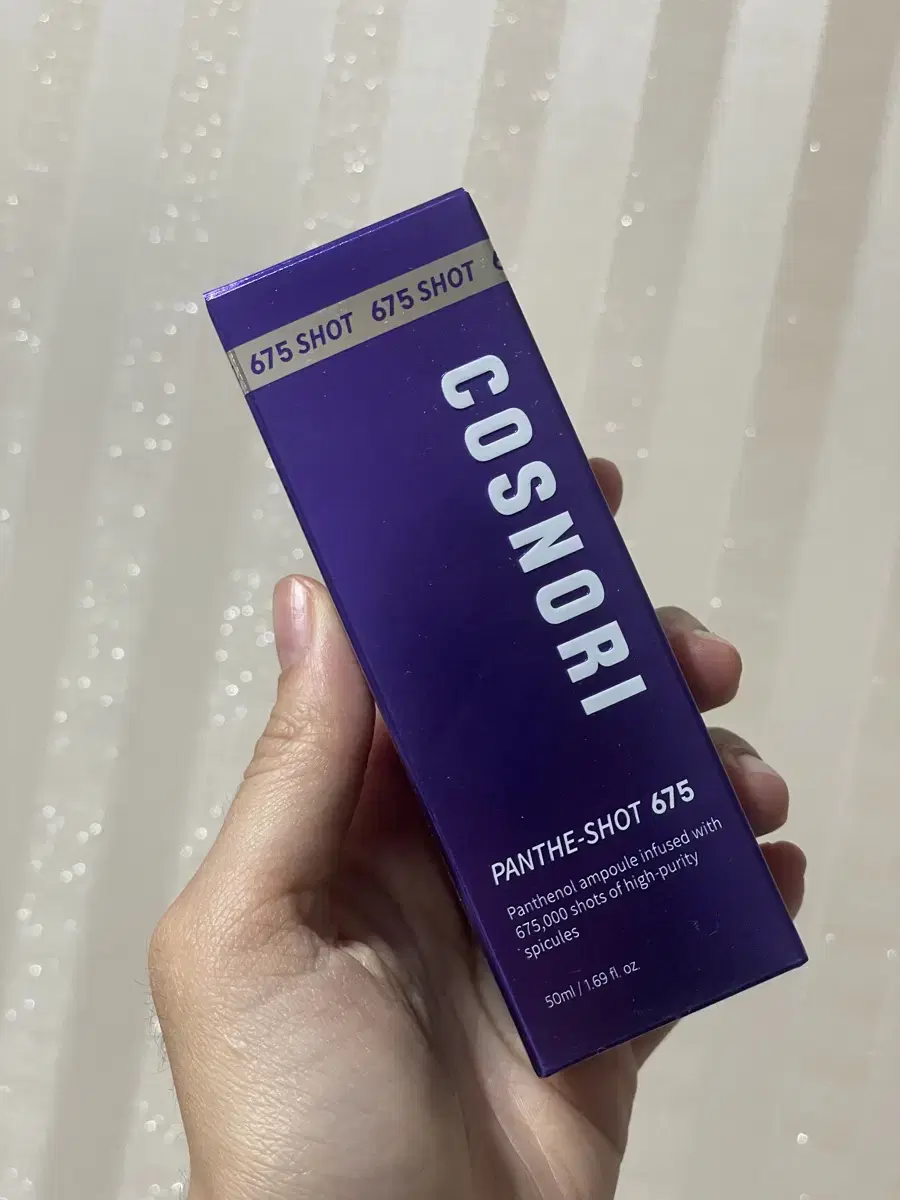 675 SHOT 675 SHOT 6
COSNORI
PANTHE-SHOT 675
Panthenol ampoule infused with
675,000 shots of high-purity
spicules
50ml / 1.69 fl. oz.